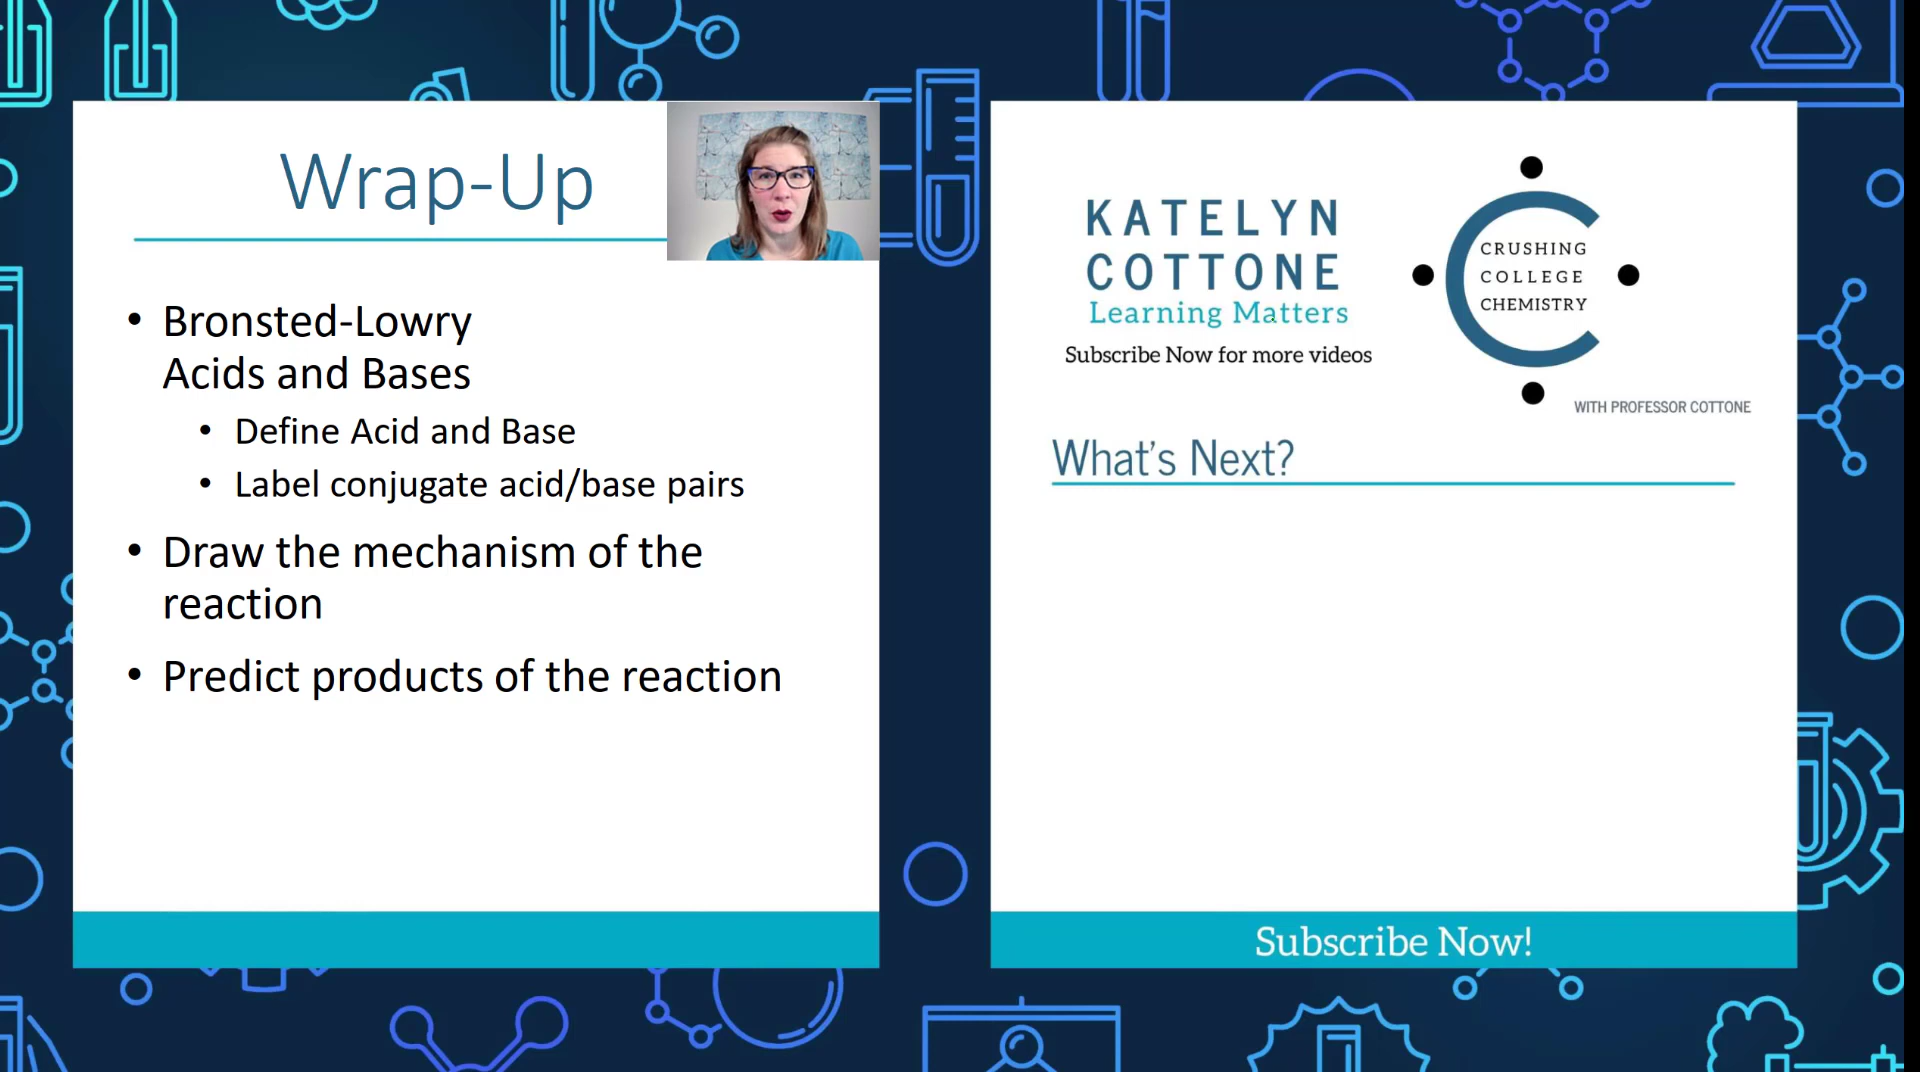 Wrap-Up
• Bronsted-Lowry
Acids and Bases
• Define Acid and Base
• Label conjugate acid/base pairs
• Draw the mechanism of the
reaction
• Predict products of the reaction
KATELYN
COTTONE
Learning Matters
Subscribe Now for more videos
CRUSHING
COLLEGE
CHEMISTRY
WITH PROFESSOR COTTONE
What's Next?
Subscribe Now!